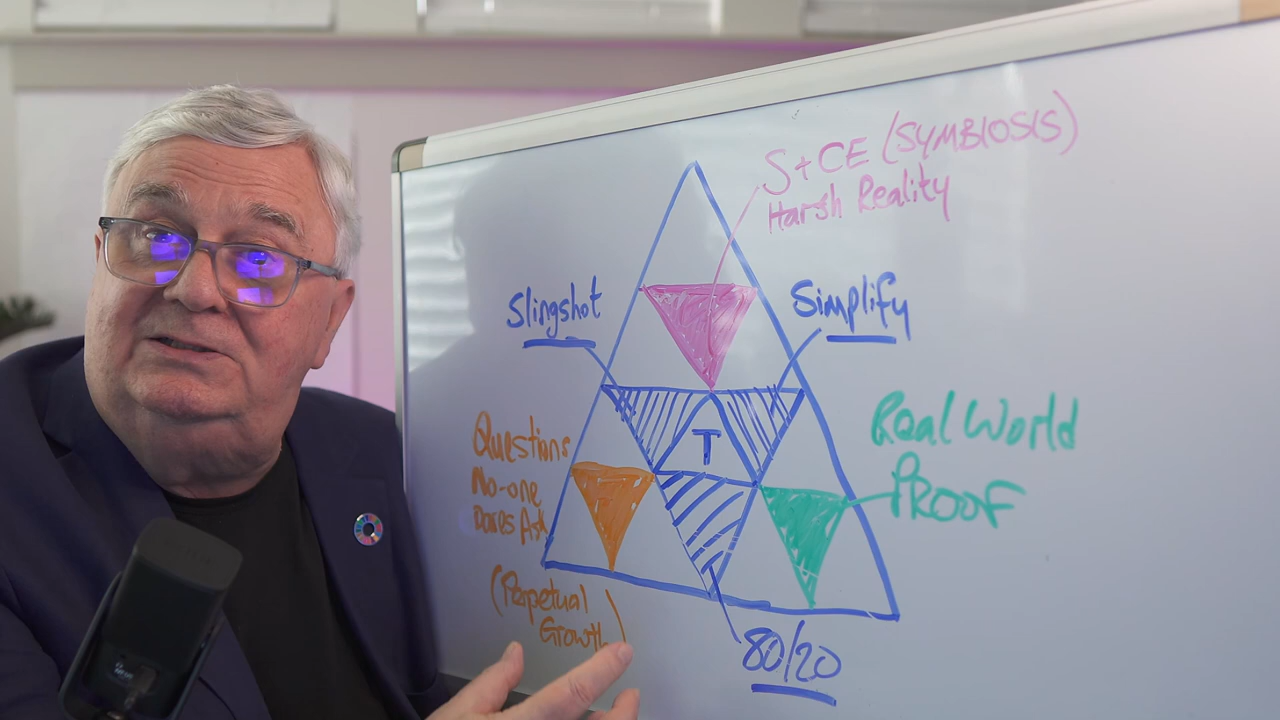 S+CE (SYMBIOSIS)
Harsh Reality
Slingshot
Simplify
T
Questions
No-one
Dares Ask
(Perpetual
Growth)
Real World
PROOF
80/20